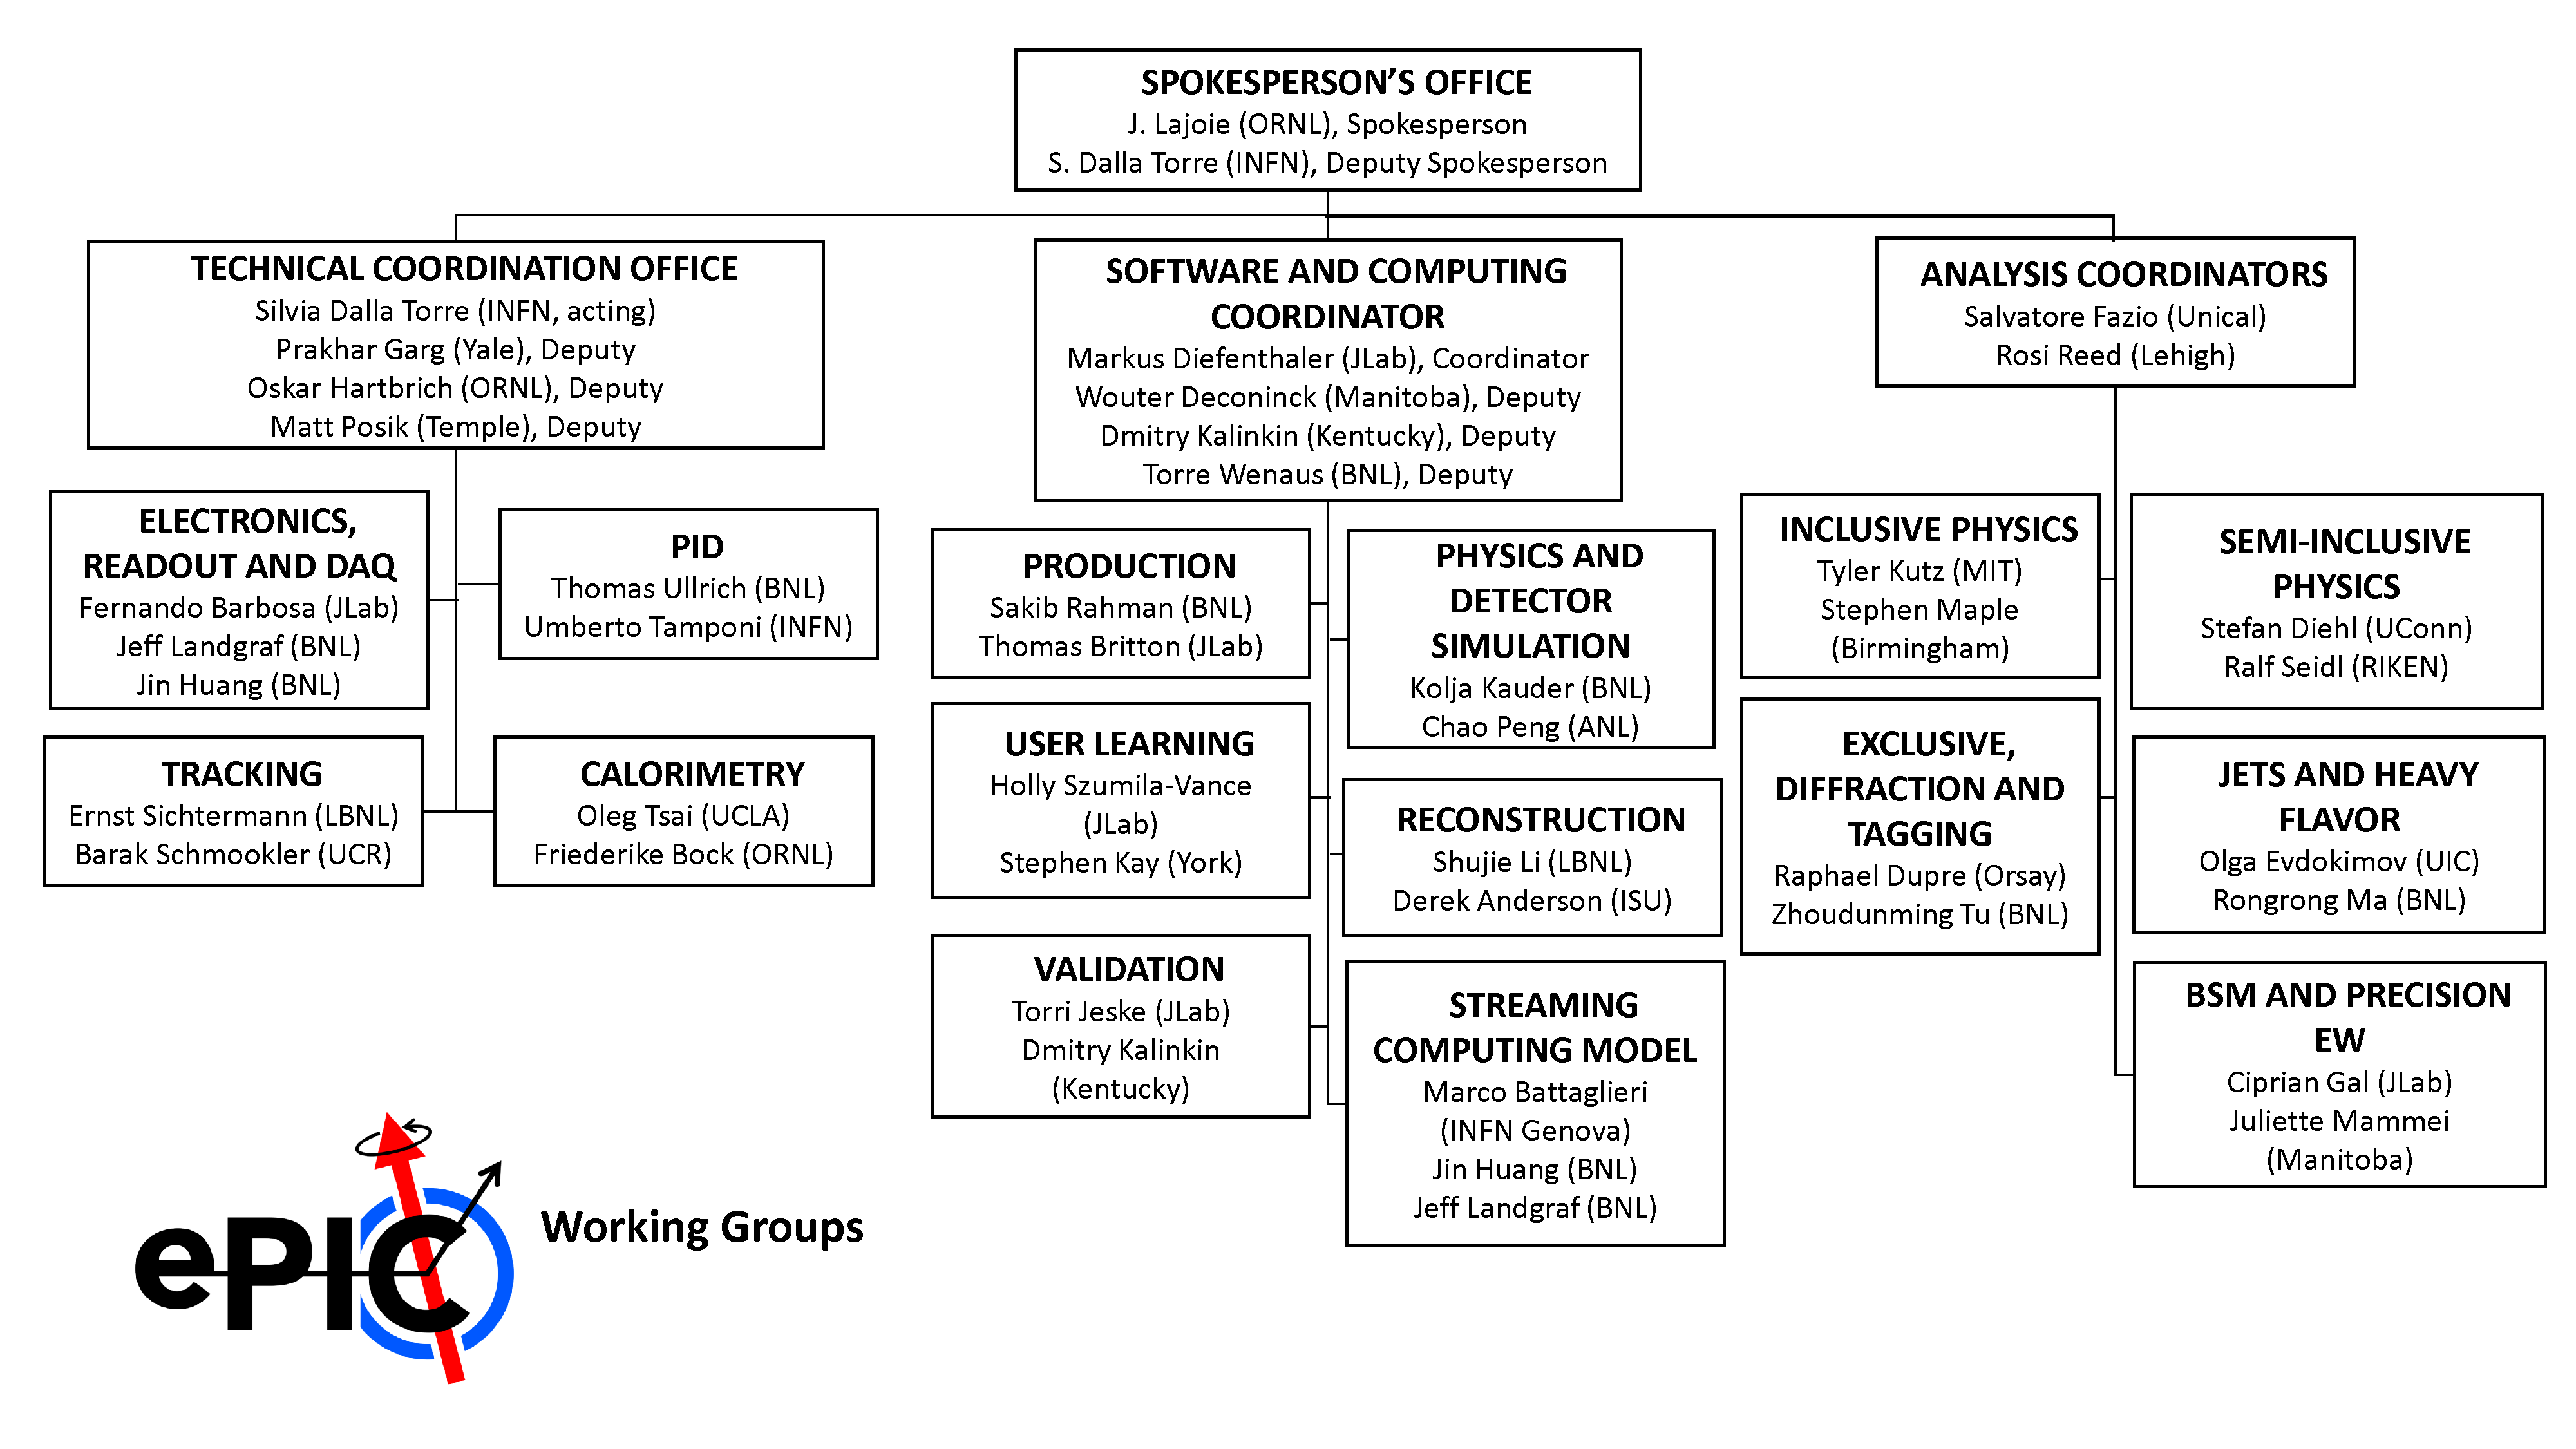 SPOKESPERSON’S OFFICE
J. Lajoie (ORNL), Spokesperson
S. Dalla Torre (INFN), Deputy Spokesperson
TECHNICAL COORDINATION OFFICE
Silvia Dalla Torre (INFN, acting)
Prakhar Garg (Yale), Deputy
Oskar Hartbrich (ORNL), Deputy
Matt Posik (Temple), Deputy
ELECTRONICS,
READOUT AND DAQ
Fernando Barbosa (JLab)
Jeff Landgraf (BNL)
Jin Huang (BNL)
PID
Thomas Ullrich (BNL)
Umberto Tamponi (INFN)
TRACKING
Ernst Sichtermann (LBNL)
Barak Schmookler (UCR)
CALORIMETRY
Oleg Tsai (UCLA)
Friederike Bock (ORNL)
SOFTWARE AND COMPUTING
COORDINATOR
Markus Diefenthaler (JLab), Coordinator
Wouter Deconinck (Manitoba), Deputy
Dmitry Kalinkin (Kentucky), Deputy
Torre Wenaus (BNL), Deputy
PRODUCTION
Sakib Rahman (BNL)
Thomas Britton (JLab)
PHYSICS AND
DETECTOR
SIMULATION
Kolja Kauder (BNL)
Chao Peng (ANL)
USER LEARNING
Holly Szumila-Vance
(JLab)
Stephen Kay (York)
RECONSTRUCTION
Shujie Li (LBNL)
Derek Anderson (ISU)
VALIDATION
Torri Jeske (JLab)
Dmitry Kalinkin
(Kentucky)
STREAMING
COMPUTING MODEL
Marco Battaglieri
(INFN Genova)
Jin Huang (BNL)
Jeff Landgraf (BNL)
ANALYSIS COORDINATORS
Salvatore Fazio (Unical)
Rosi Reed (Lehigh)
INCLUSIVE PHYSICS
Tyler Kutz (MIT)
Stephen Maple
(Birmingham)
SEMI-INCLUSIVE
PHYSICS
Stefan Diehl (UConn)
Ralf Seidl (RIKEN)
EXCLUSIVE,
DIFFRACTION AND
TAGGING
Raphael Dupre (Orsay)
Zhoudunming Tu (BNL)
JETS AND HEAVY
FLAVOR
Olga Evdokimov (UIC)
Rongrong Ma (BNL)
BSM AND PRECISION
EW
Ciprian Gal (JLab)
Juliette Mammei
(Manitoba)
ePIC
Working Groups